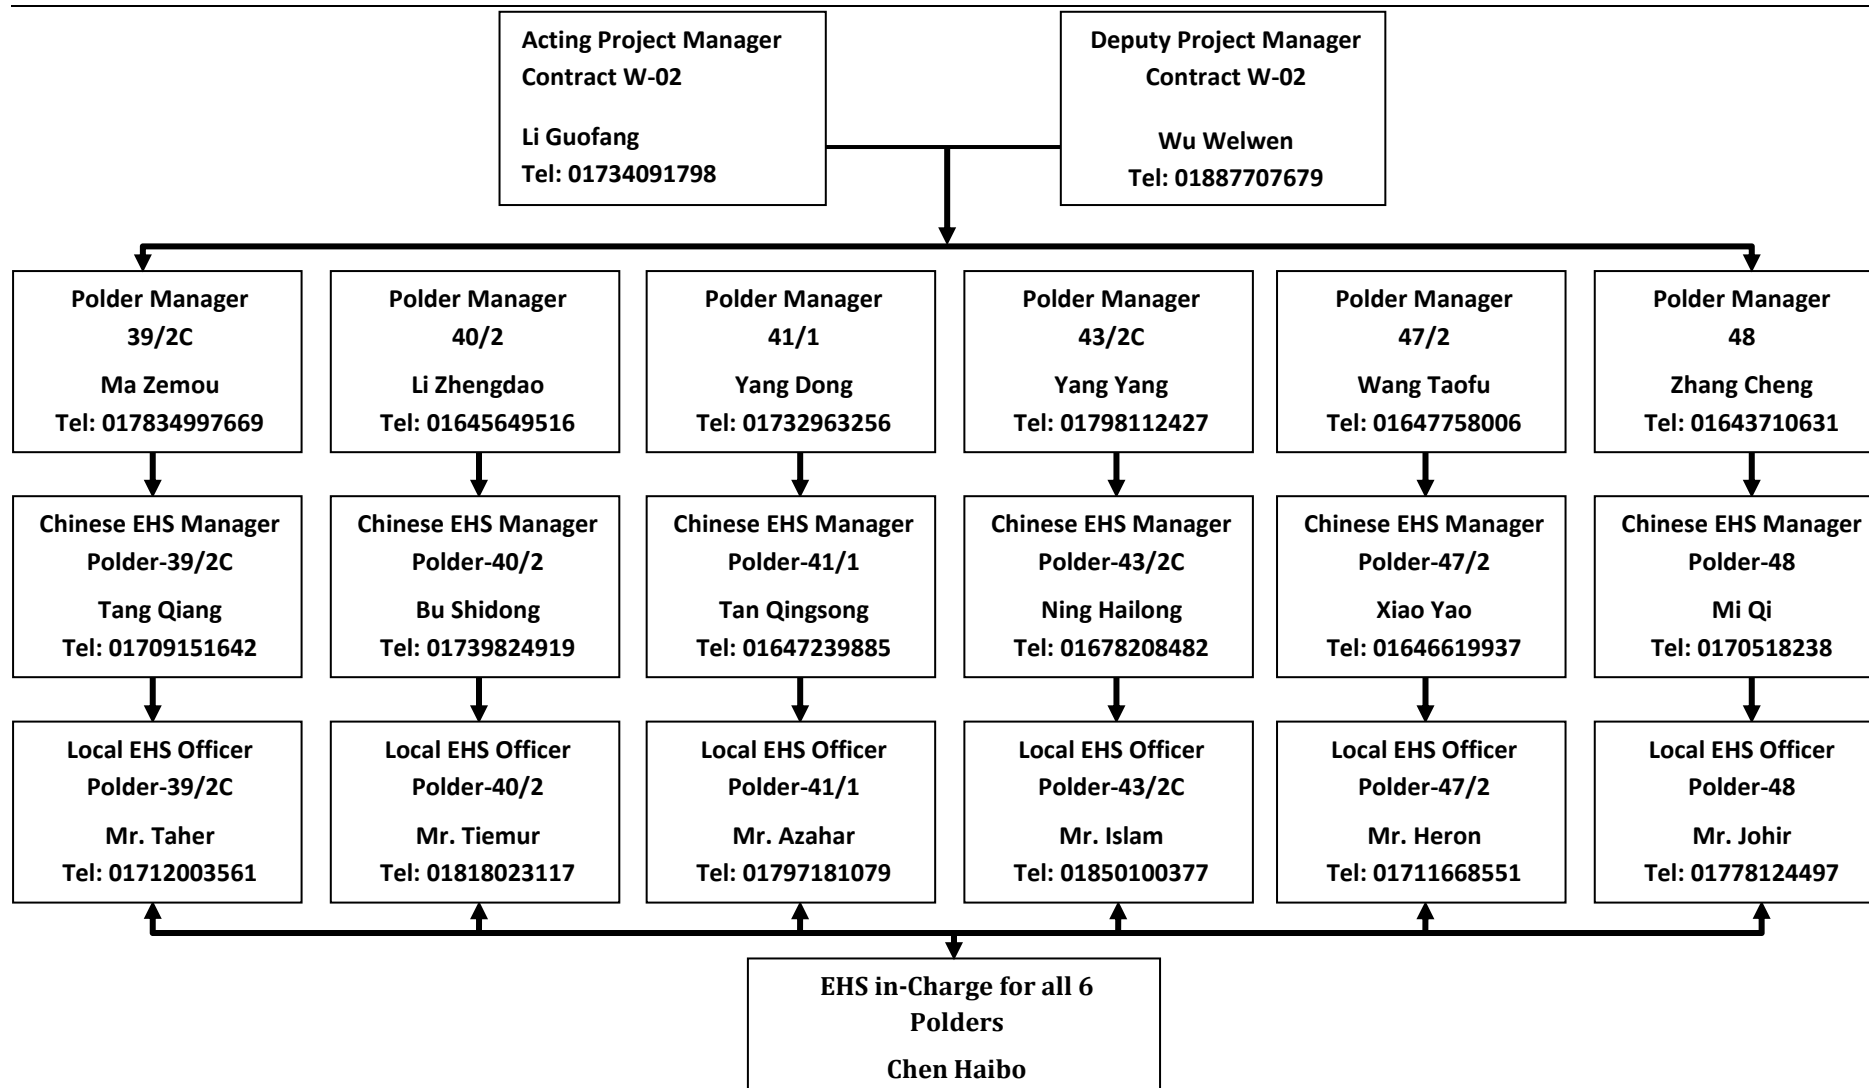 Acting Project Manager
Contract W-02
Li Guofang
Tel: 01734091798
Deputy Project Manager
Contract W-02
Wu Welwen
Tel: 01887707679
Polder Manager
39/2C
Ma Zemou
Tel: 017834997669
Polder Manager
40/2
Li Zhengdao
Tel: 01645649516
Polder Manager
41/1
Yang Dong
Tel: 01732963256
Polder Manager
43/2C
Yang Yang
Tel: 01798112427
Polder Manager
47/2
Wang Taofu
Tel: 01647758006
Polder Manager
48
Zhang Cheng
Tel: 01643710631
Chinese EHS Manager
Polder-39/2C
Tang Qiang
Tel: 01709151642
Chinese EHS Manager
Polder-40/2
Bu Shidong
Tel: 01739824919
Chinese EHS Manager
Polder-41/1
Tan Qingsong
Tel: 01647239885
Chinese EHS Manager
Polder-43/2C
Ning Hailong
Tel: 01678208482
Chinese EHS Manager
Polder-47/2
Xiao Yao
Tel: 01646619937
Chinese EHS Manager
Polder-48
Mi Qi
Tel: 0170518238
Local EHS Officer
Polder-39/2C
Mr. Taher
Tel: 01712003561
Local EHS Officer
Polder-40/2
Mr. Tiemur
Tel: 01818023117
Local EHS Officer
Polder-41/1
Mr. Azahar
Tel: 01797181079
Local EHS Officer
Polder-43/2C
Mr. Islam
Tel: 01850100377
Local EHS Officer
Polder-47/2
Mr. Heron
Tel: 01711668551
Local EHS Officer
Polder-48
Mr. Johir
Tel: 01778124497
EHS in-Charge for all 6
Polders
Chen Haibo